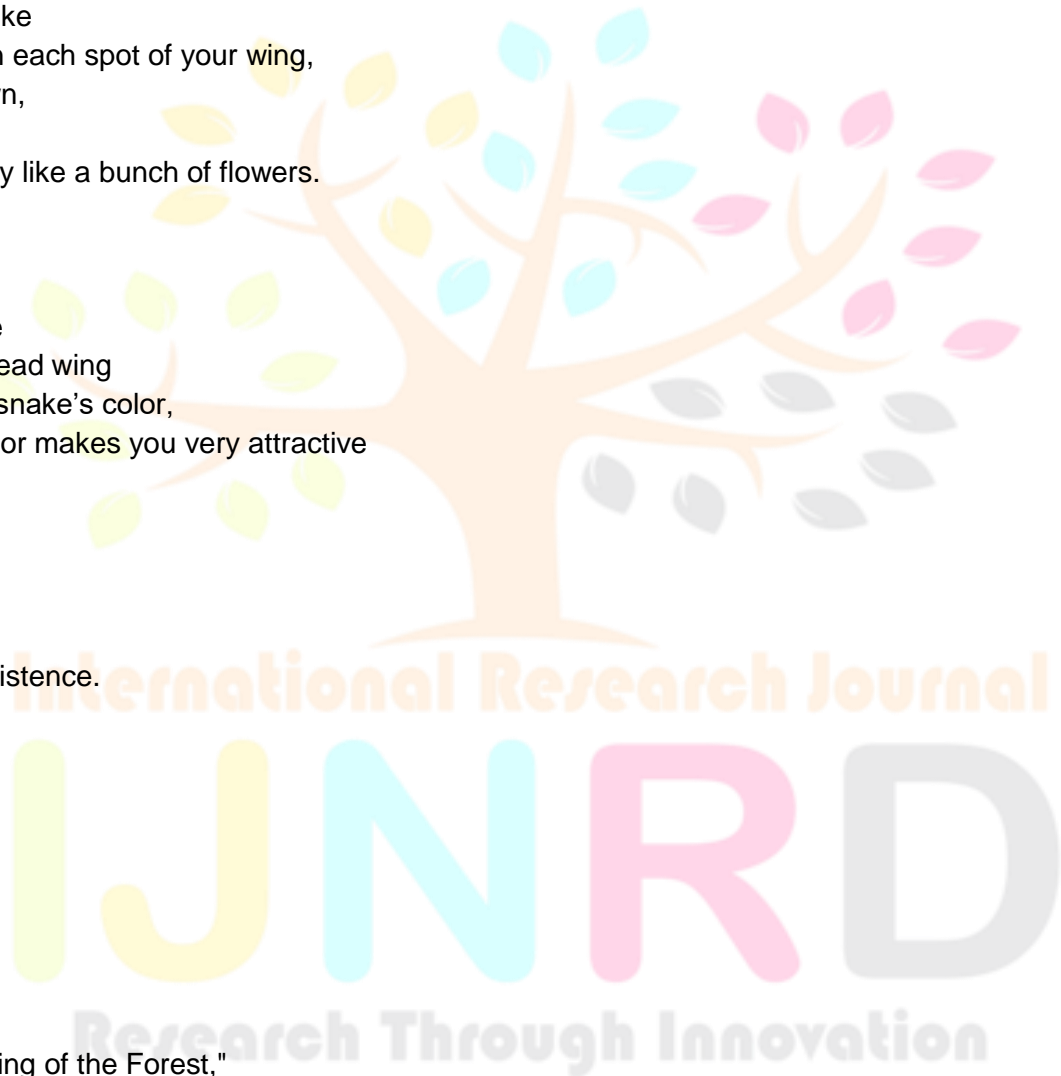 ke
each spot of your wing,
n,
y like a bunch of flowers.
e
ead wing
snake's color,
or makes you very attractive
istence.
International Research Journal
IJNRD
Research Through Innovation
ing of the Forest,"